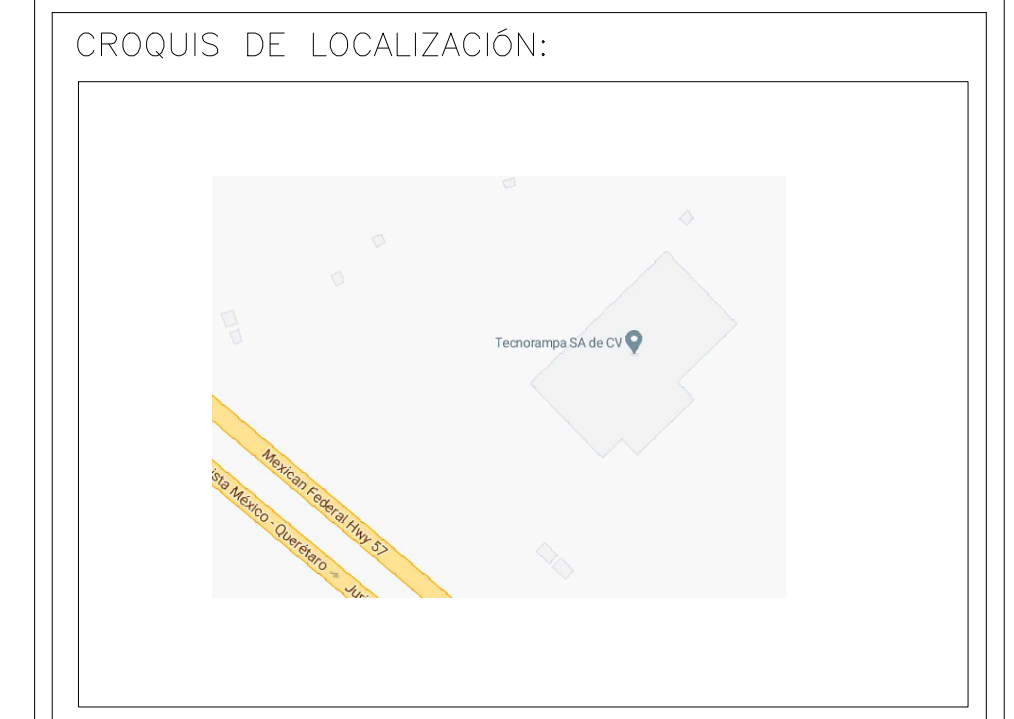 CROQUIS DE LOCALIZACIÓN:
Tecnorampa SA de CV
Mexican Federal Hwy 57
ista México - Querétaro